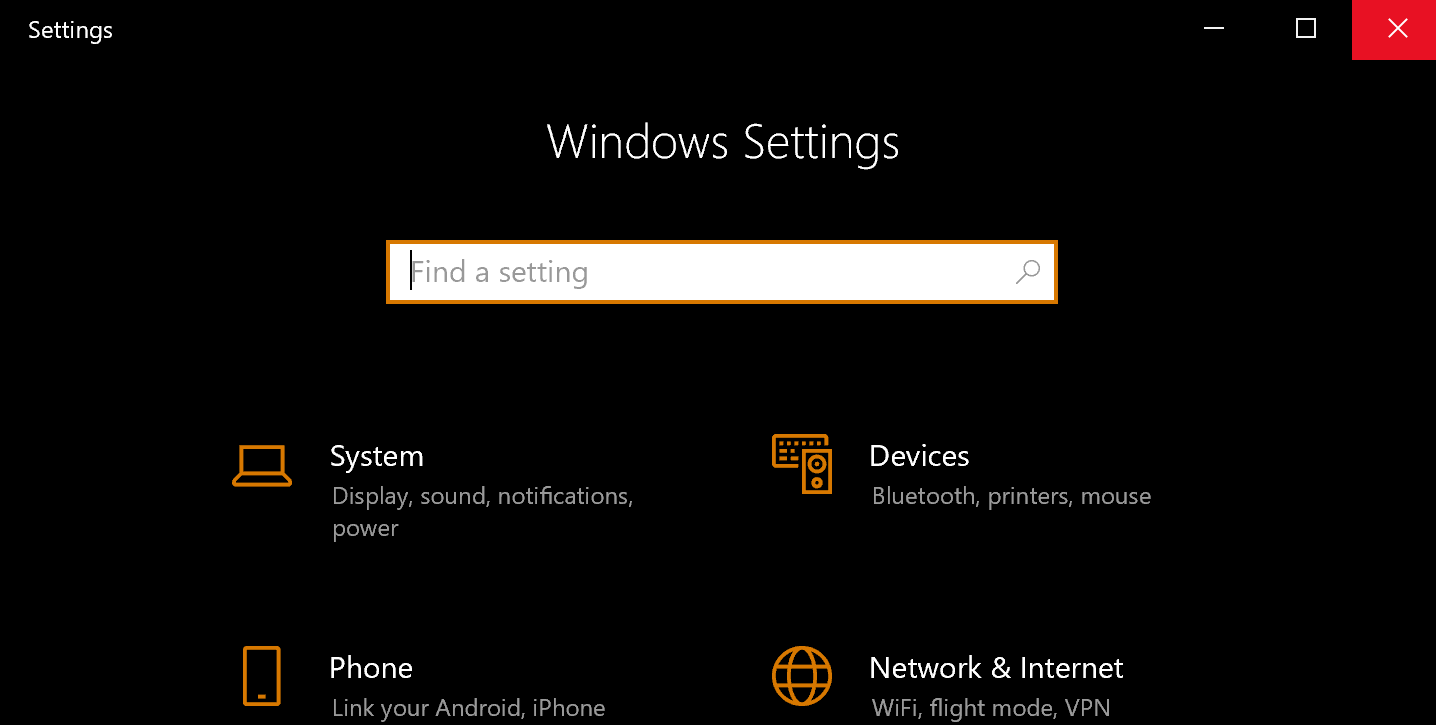 Settings
Windows Settings
Find a setting
System
Display, sound, notifications,
power
Devices
Bluetooth, printers, mouse
Phone
Link your Android, iPhone
Network & Internet
WiFi, flight mode, VPN